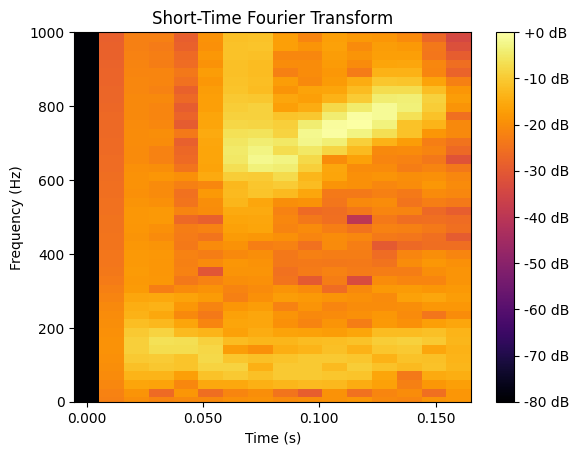 Short-Time Fourier Transform
1000
800
600
400
200
0
Frequency (Hz)
0.000
0.050
0.100
0.150
Time (s)
+0 dB
-10 dB
-20 dB
-30 dB
-40 dB
-50 dB
-60 dB
-70 dB
-80 dB